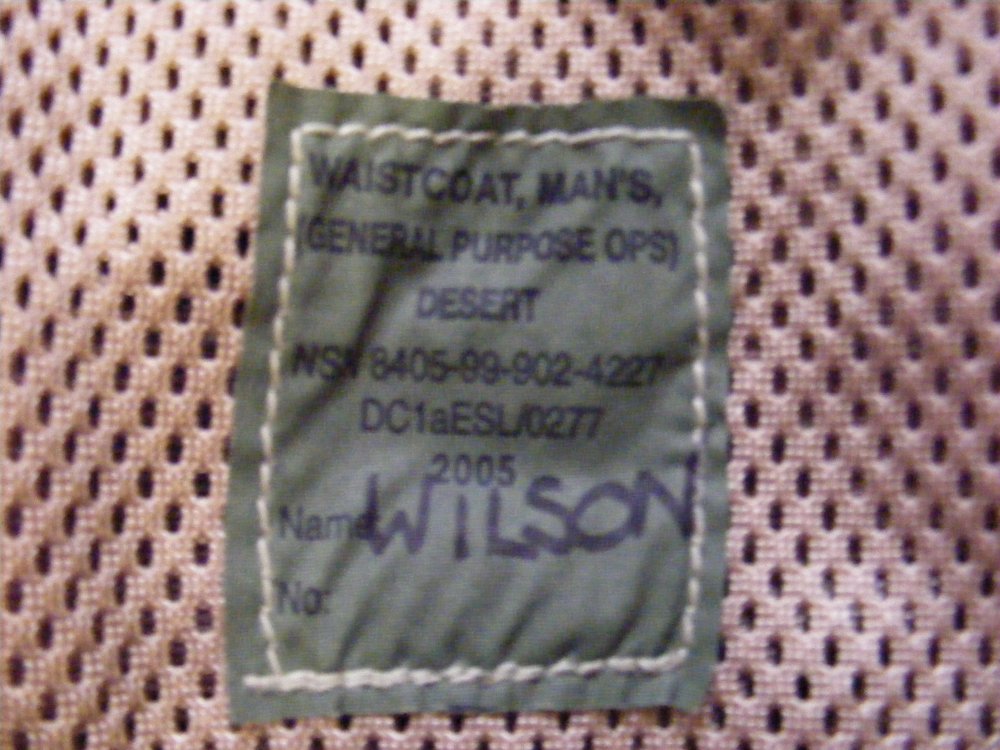 WAISTCOAT, MAN'S,
(GENERAL PURPOSE OPS)
DESERT
NSN 8405-99-902-4227
DC1aESL/0277
2005
Name: WILSON
No: